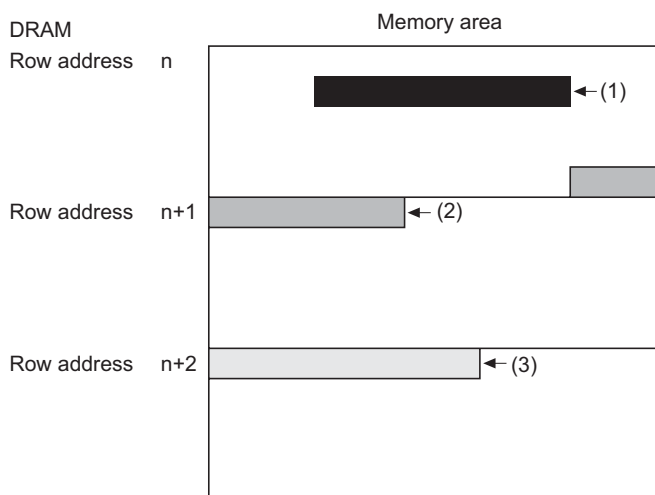 Memory area
DRAM
Row address n
(1)
Row address n+1
(2)
Row address n+2
(3)